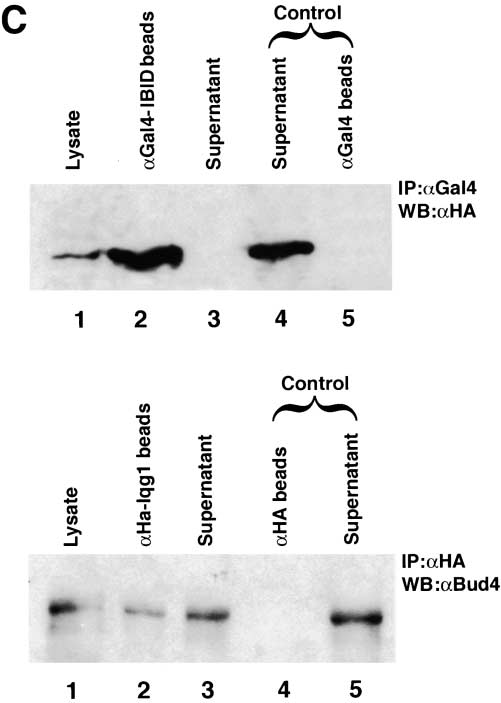 C
Control
Lysate
αGal4-IBID beads
Supernatant
Supernatant
αGal4 beads
IP:αGal4
WB:αHA
1 2 3 4 5
Control
Lysate
αHa-Iqg1 beads
Supernatant
αHA beads
Supernatant
IP:αHA
WB:αBud4
1 2 3 4 5